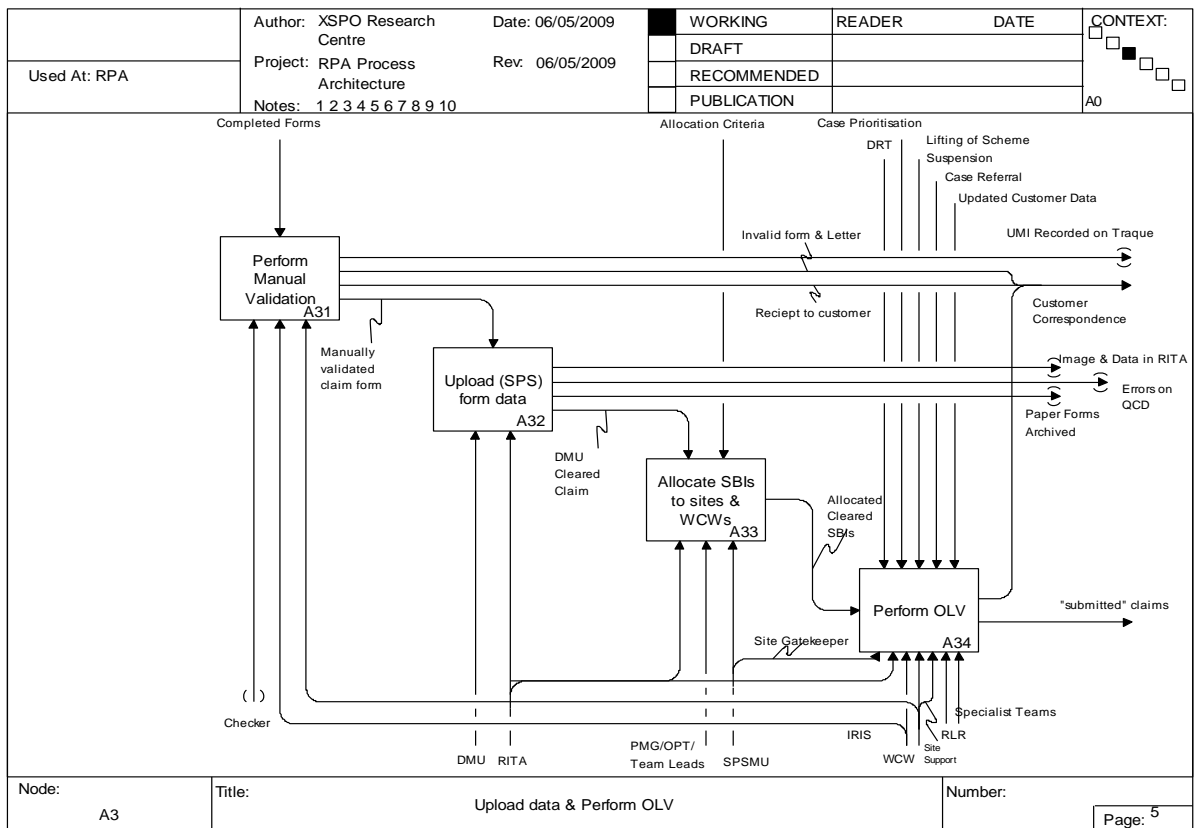 Used At: RPA
Author: XSPO Research
Centre
Date: 06/05/2009
Project: RPA Process
Architecture
Rev: 06/05/2009
Notes: 1 2 3 4 5 6 7 8 9 10
WORKING
DRAFT
RECOMMENDED
PUBLICATION
READER
DATE
CONTEXT:
A0
Completed Forms
Allocation Criteria
Case Prioritisation
DRT
Lifting of Scheme
Suspension
Case Referral
Updated Customer Data
Invalid form & Letter
UMI Recorded on Traque
Perform
Manual
Validation
A31
Reciept to customer
Customer
Correspondence
Manually
validated
claim form
Upload (SPS)
form data
A32
Image & Data in RITA
Errors on
QCD
Paper Forms
Archived
DMU
Cleared
Claim
Allocate SBIs
to sites &
WCWs
A33
Allocated
Cleared
SBIs
Perform OLV
A34
"submitted" claims
Site Gatekeeper
Checker
Specialist Teams
DMU
RITA
PMG/OPT/
Team Leads
SPSMU
IRIS
WCW
Site
Support
RLR
Node:
A3
Title:
Upload data & Perform OLV
Number:
Page: 5